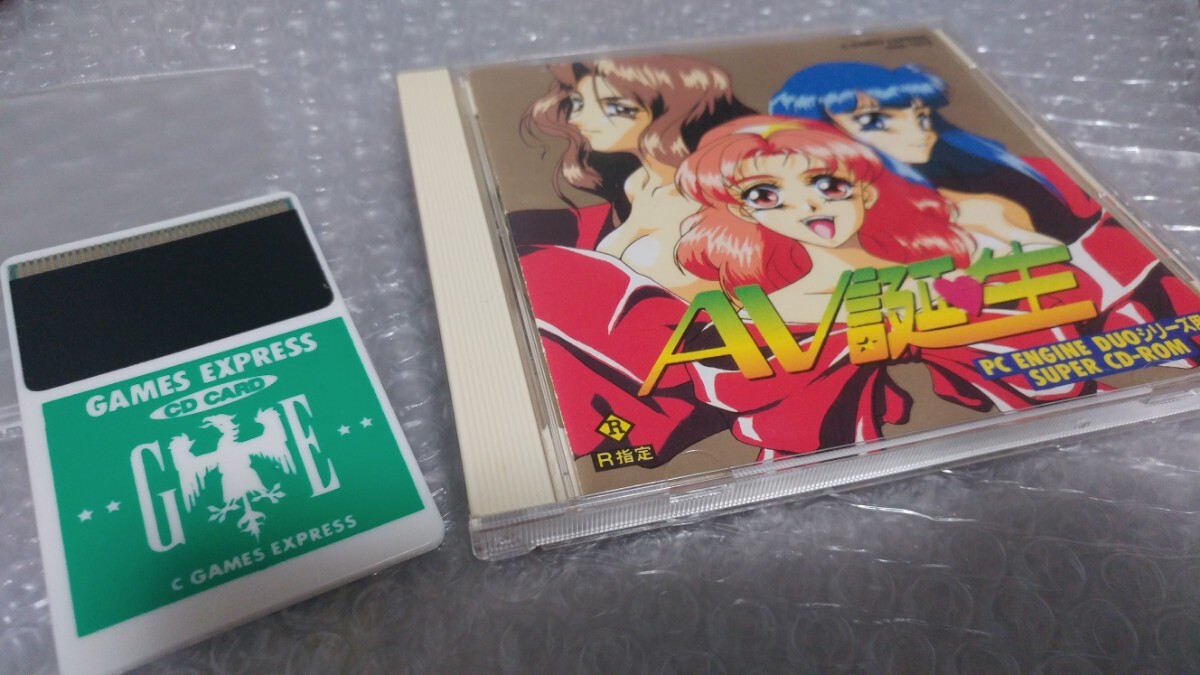 GAMES EXPRESS
CD CARD
G E
C GAMES EXPRESS
AV誕生
PC ENGINE DUOシリーズ用
SUPER CD-ROM
R
R指定